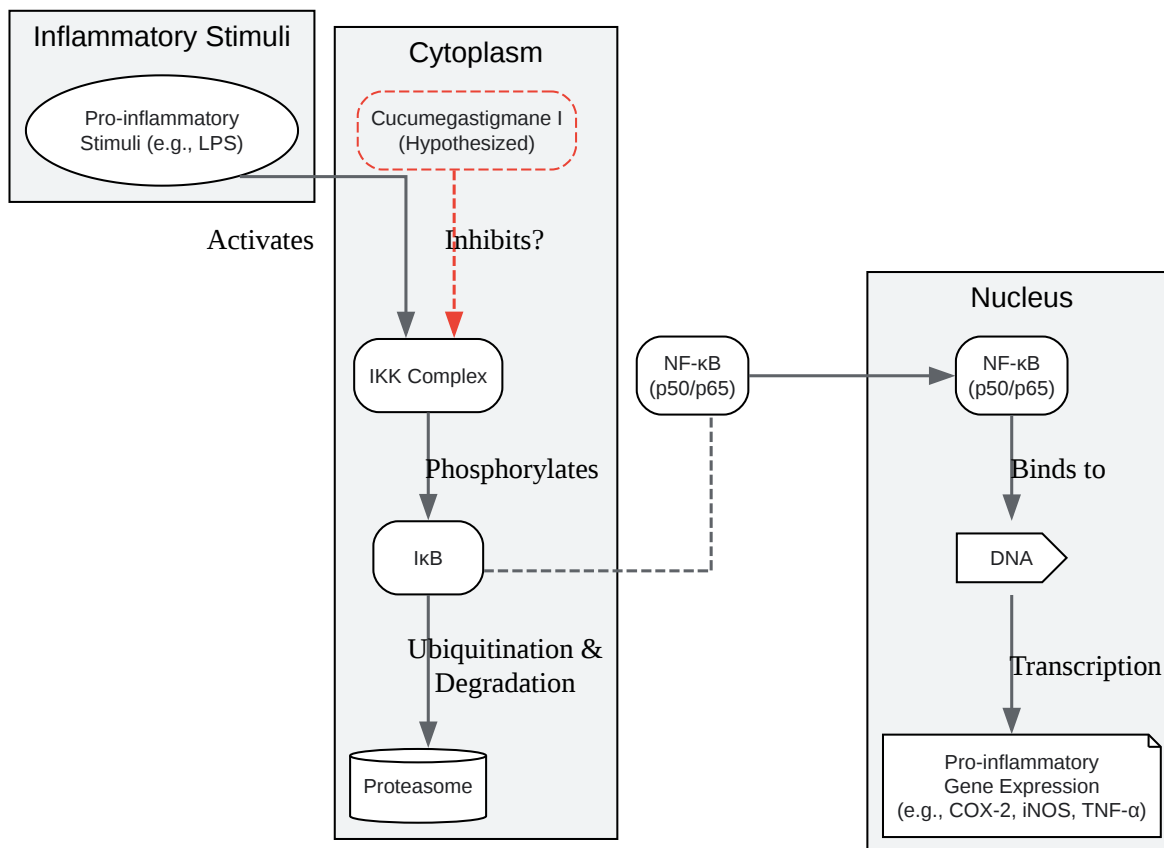 Inflammatory Stimuli
Pro-inflammatory
Stimuli (e.g., LPS)
Activates
Cytoplasm
Cucumegastigmane I
(Hypothesized)
Inhibits?
IKK Complex
Phosphorylates
IκB
Ubiquitination &
Degradation
Proteasome
NF-κB
(p50/p65)
Nucleus
NF-κB
(p50/p65)
Binds to
DNA
Transcription
Pro-inflammatory
Gene Expression
(e.g., COX-2, iNOS, TNF-α)